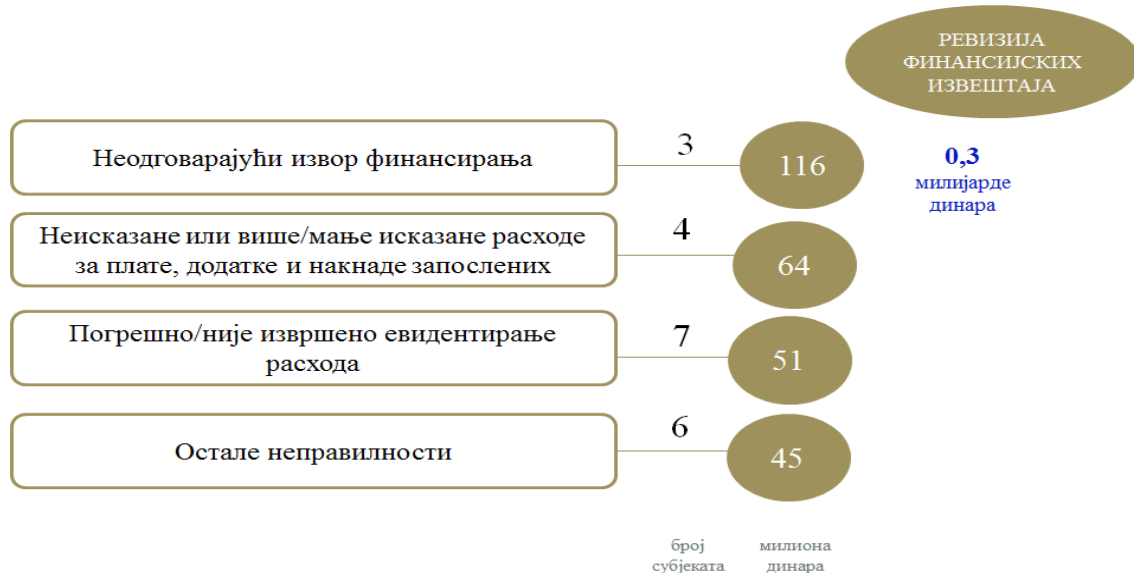 РЕВИЗИЈА
ФИНАНСИЈСКИХ
ИЗВЕШТАЈА
Неодговарајући извор финансирања
3
116
0,3
милијарде
динара
Неисказане или више/мање исказане расходе
за плате, додатке и накнаде запослених
4
64
Погрешно/није извршено евидентирање
расхода
7
51
Остале неправилности
6
45
број
субјеката
милиона
динара